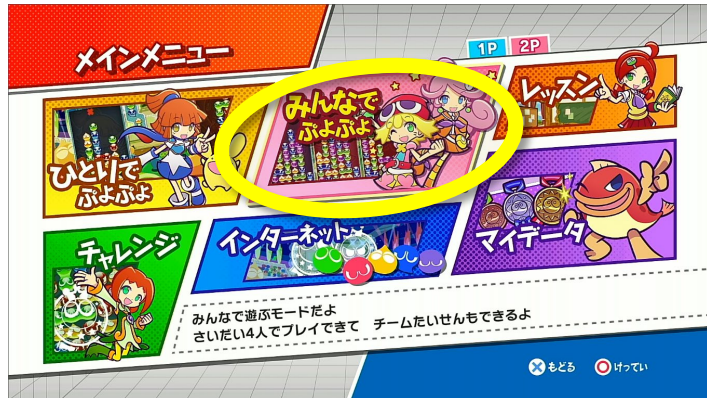 メインメニュー
1P 2P
ひとりで
ぷよぷよ
みんなで
ぷよぷよ
レッスン
チャレンジ
インターネット
マイデータ
みんなで遊ぶモードだよ
さいだい4人でプレイできて チームたいせんもできるよ
もどる けってい